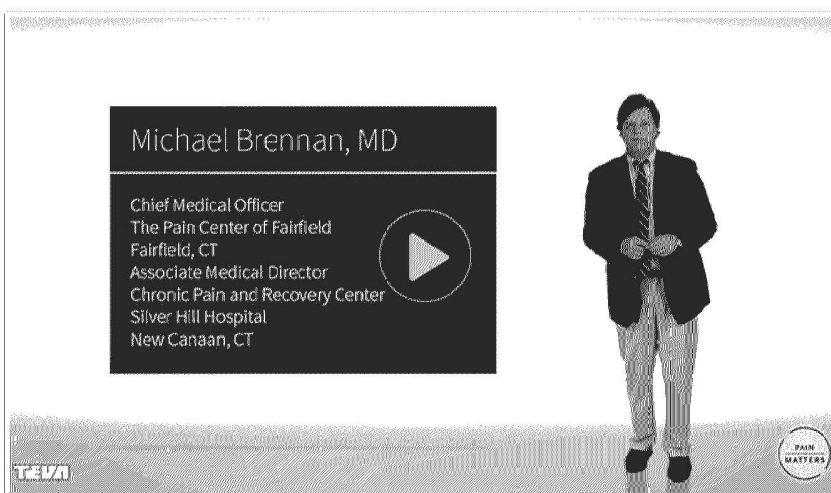 Michael Brennan, MD
Chief Medical Officer
The Pain Center of Fairfield
Fairfield, CT
Associate Medical Director
Chronic Pain and Recovery Center
Silver Hill Hospital
New Canaan, CT
TEVA
PAIN
MATTERS